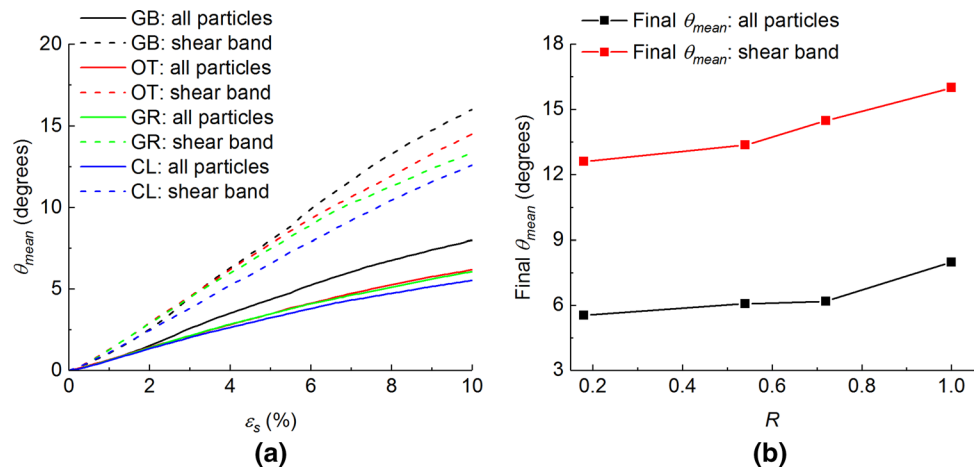 GB: all particles
GB: shear band
OT: all particles
OT: shear band
GR: all particles
GR: shear band
CL: all particles
CL: shear band
20
15
10
5
0
θmean (degrees)
0 2 4 6 8 10
εs (%)
(a)
Final θmean: all particles
Final θmean: shear band
18
15
12
9
6
3
Final θmean (degrees)
0.2 0.4 0.6 0.8 1.0
R
(b)